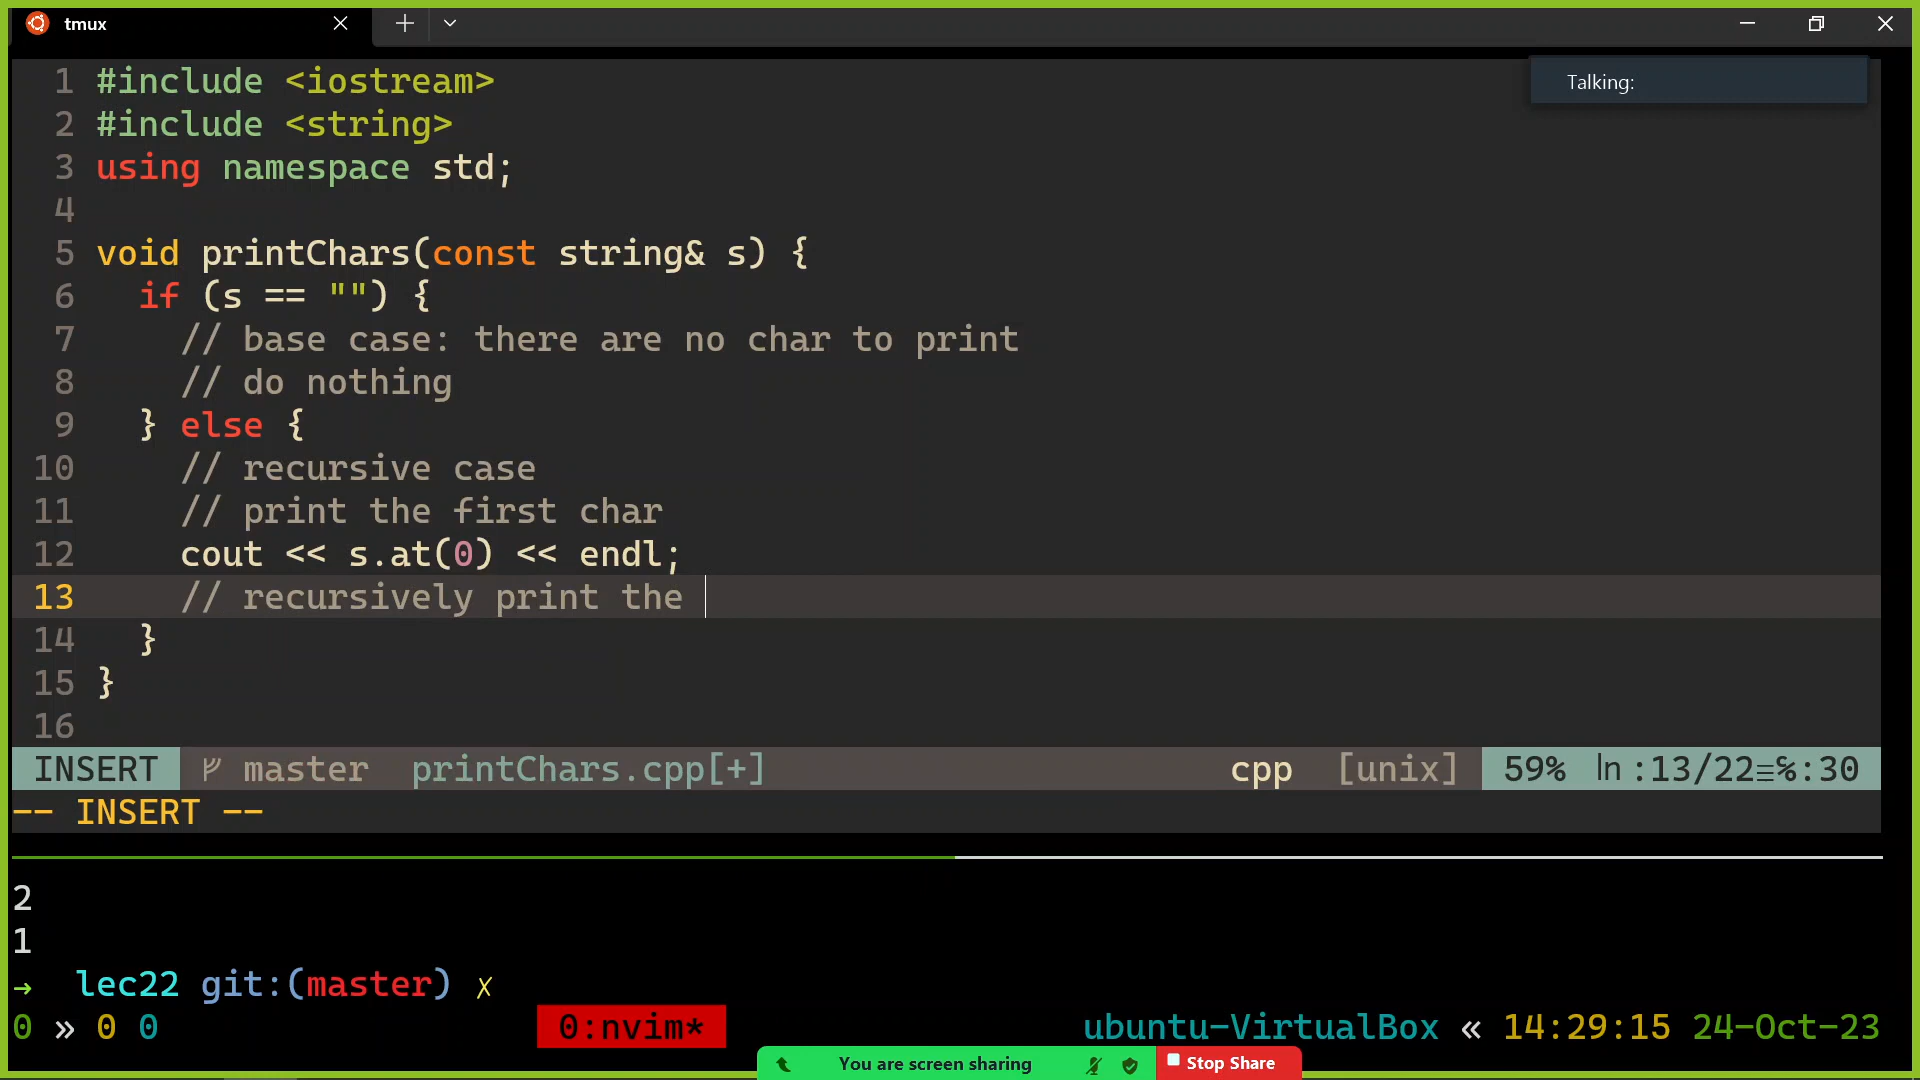 tmux
Talking:
1 #include <iostream>
2 #include <string>
3 using namespace std;
4
5 void printChars(const string& s) {
6   if (s == "") {
7     // base case: there are no char to print
8     // do nothing
9   } else {
10     // recursive case
11     // print the first char
12     cout << s.at(0) << endl;
13     // recursively print the
14   }
15 }
16
INSERT master printChars.cpp[+] cpp [unix] 59% ln :13/22≡℅:30
-- INSERT --
2
1
→ lec22 git:(master) ✗
0 » 0 0 0:nvim* ubuntu-VirtualBox « 14:29:15 24-Oct-23
You are screen sharing Stop Share